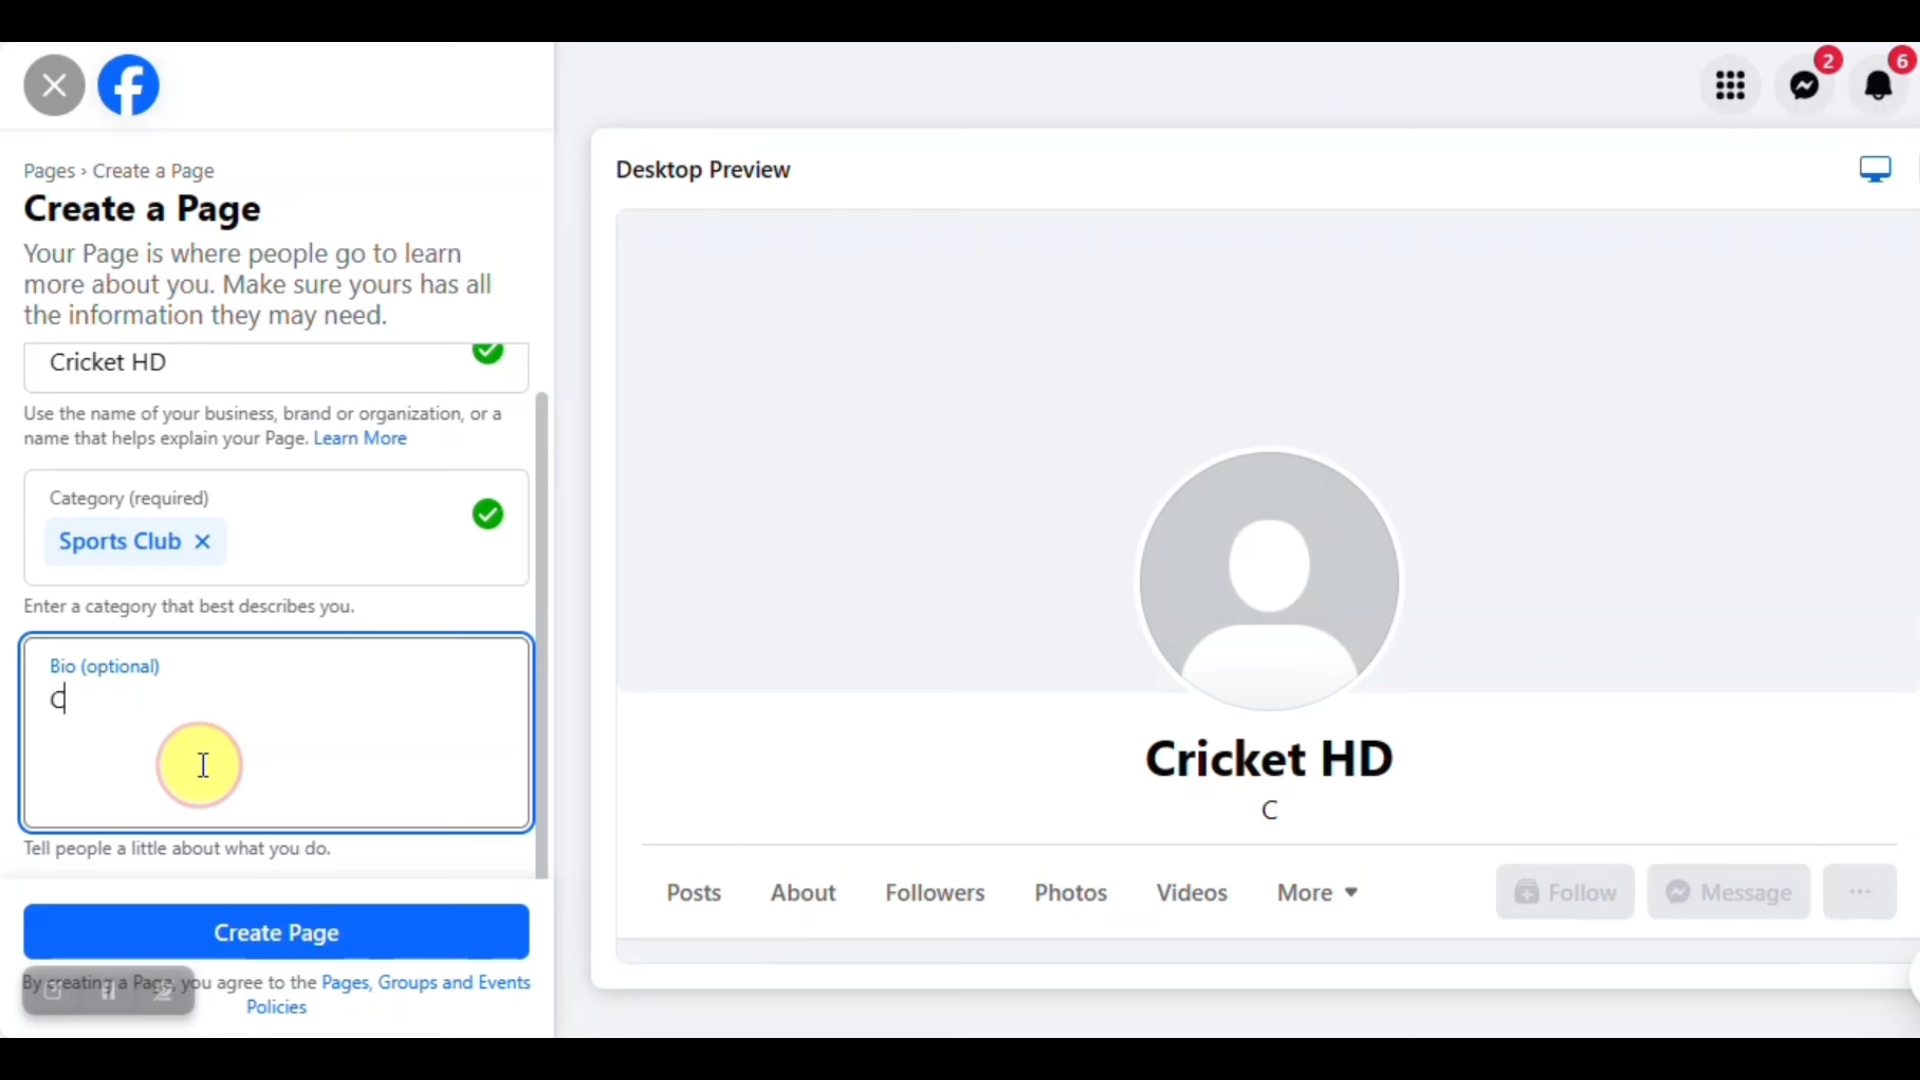 2
6
Pages › Create a Page
Create a Page
Your Page is where people go to learn
more about you. Make sure yours has all
the information they may need.
Cricket HD
Use the name of your business, brand or organization, or a
name that helps explain your Page. Learn More
Category (required)
Sports Club
Enter a category that best describes you.
Bio (optional)
C
Tell people a little about what you do.
Create Page
By creating a Page, you agree to the Pages, Groups and Events
Policies
Desktop Preview
Cricket HD
C
Posts
About
Followers
Photos
Videos
More
Follow
Message